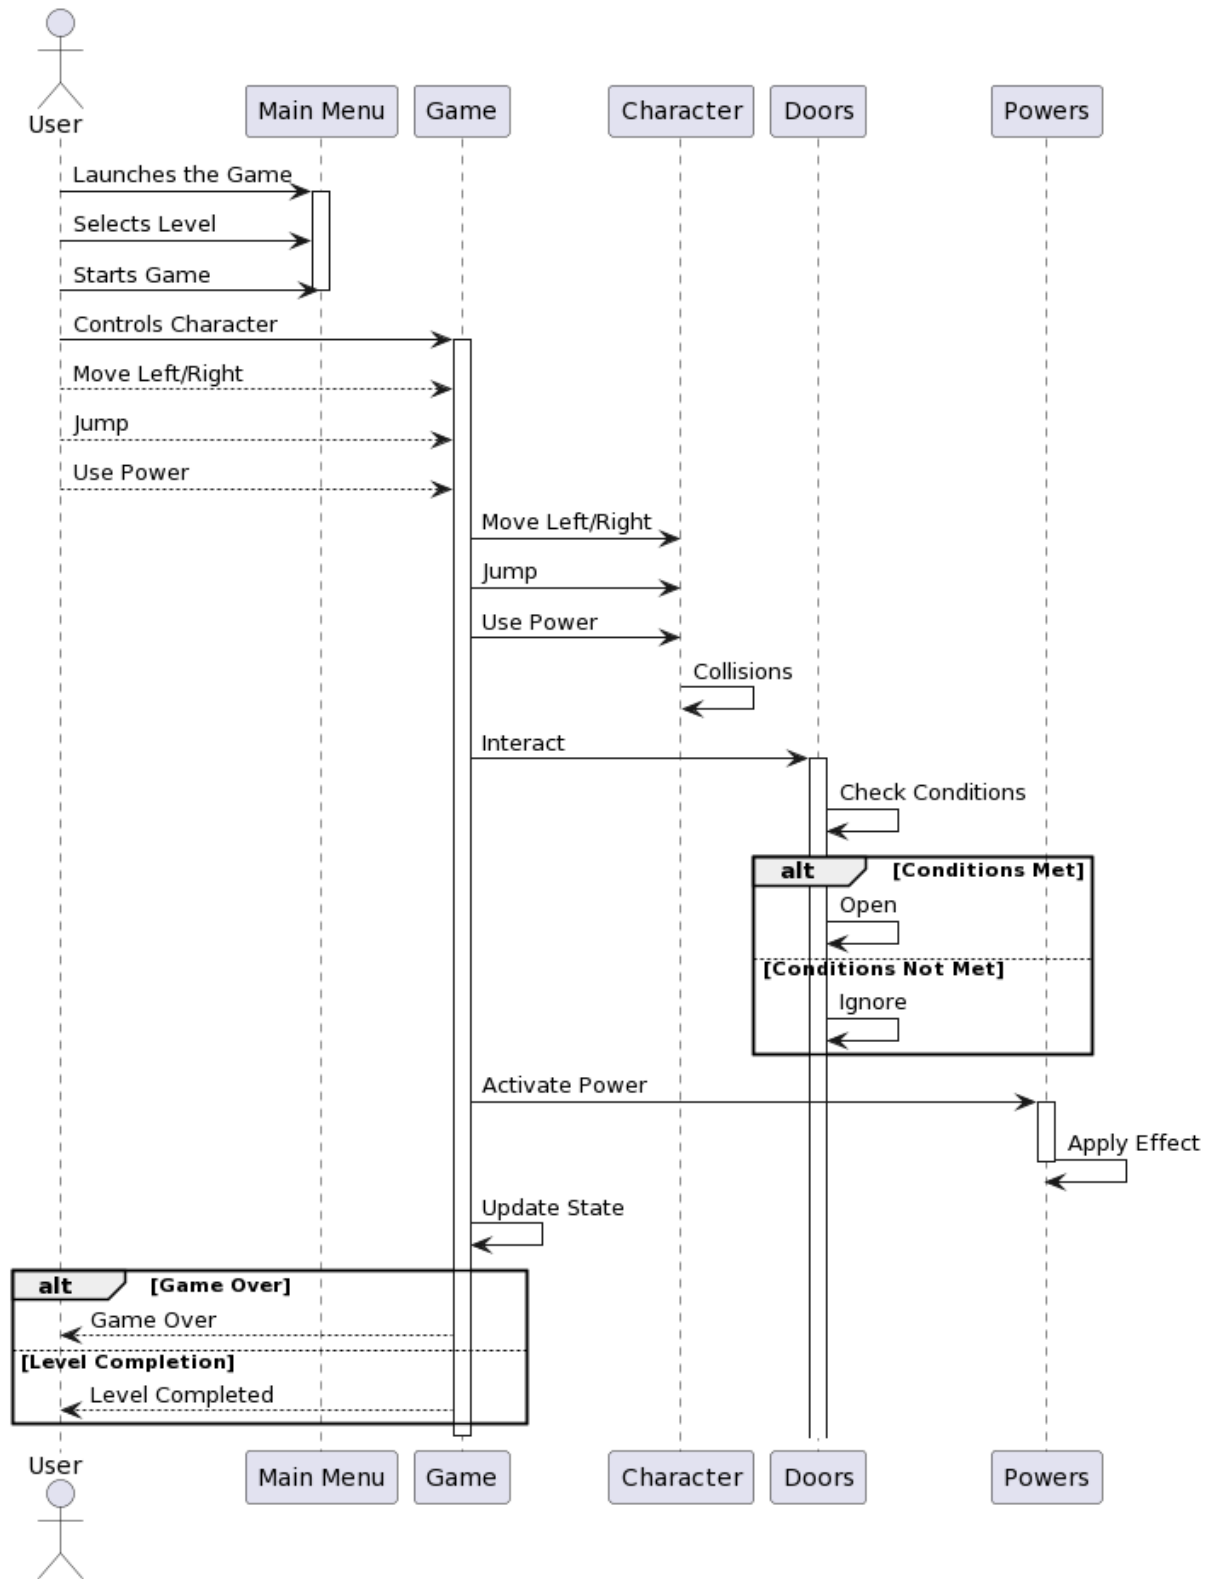 User
Main Menu
Game
Character
Doors
Powers
Launches the Game
Selects Level
Starts Game
Controls Character
Move Left/Right
Jump
Use Power
Move Left/Right
Jump
Use Power
Collisions
Interact
Check Conditions
alt [Conditions Met]
Open
[Conditions Not Met]
Ignore
Activate Power
Apply Effect
Update State
alt [Game Over]
Game Over
[Level Completion]
Level Completed
User
Main Menu
Game
Character
Doors
Powers